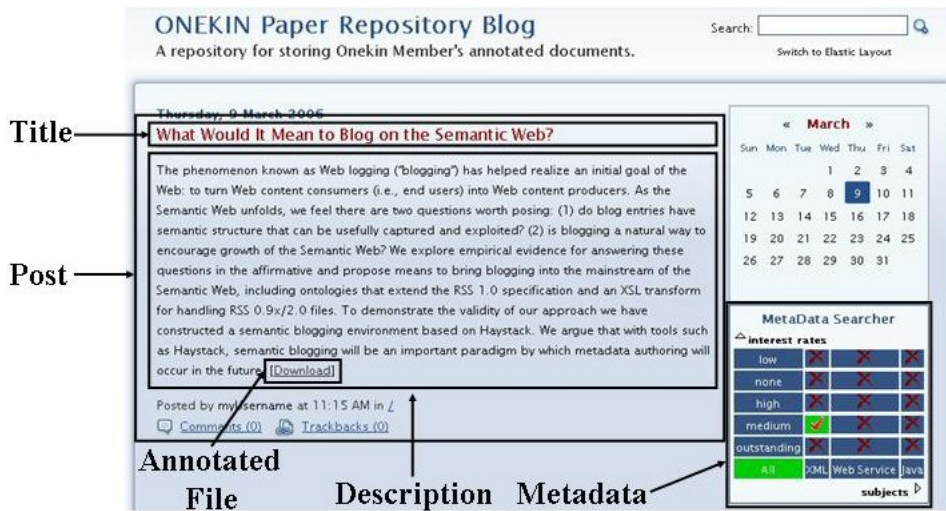 ONEKIN Paper Repository Blog
A repository for storing Onekin Member's annotated documents.
Search:
Switch to Elastic Layout
Thursday, 9 March 2006
Title
What Would It Mean to Blog on the Semantic Web?
Post
The phenomenon known as Web logging ("blogging") has helped realize an initial goal of the
Web: to turn Web content consumers (i.e., end users) into Web content producers. As the
Semantic Web unfolds, we feel there are two questions worth posing: (1) do blog entries have
semantic structure that can be usefully captured and exploited? (2) is blogging a natural way to
encourage growth of the Semantic Web? We explore empirical evidence for answering these
questions in the affirmative and propose means to bring blogging into the mainstream of the
Semantic Web, including ontologies that extend the RSS 1.0 specification and an XSL transform
for handling RSS 0.9x/2.0 files. To demonstrate the validity of our approach we have
constructed a semantic blogging environment based on Haystack. We argue that with tools such
as Haystack, semantic blogging will be an important paradigm by which metadata authoring will
occur in the future. [Download]
Posted by myUsername at 11:15 AM in /
Comments (0) Trackbacks (0)
Annotated
File
Description
Metadata
« March »
Sun Mon Tue Wed Thu Fri Sat
1 2 3 4
5 6 7 8 9 10 11
12 13 14 15 16 17 18
19 20 21 22 23 24 25
26 27 28 29 30 31
MetaData Searcher
interest rates
low
none
high
medium
outstanding
All XML Web Service Java
subjects